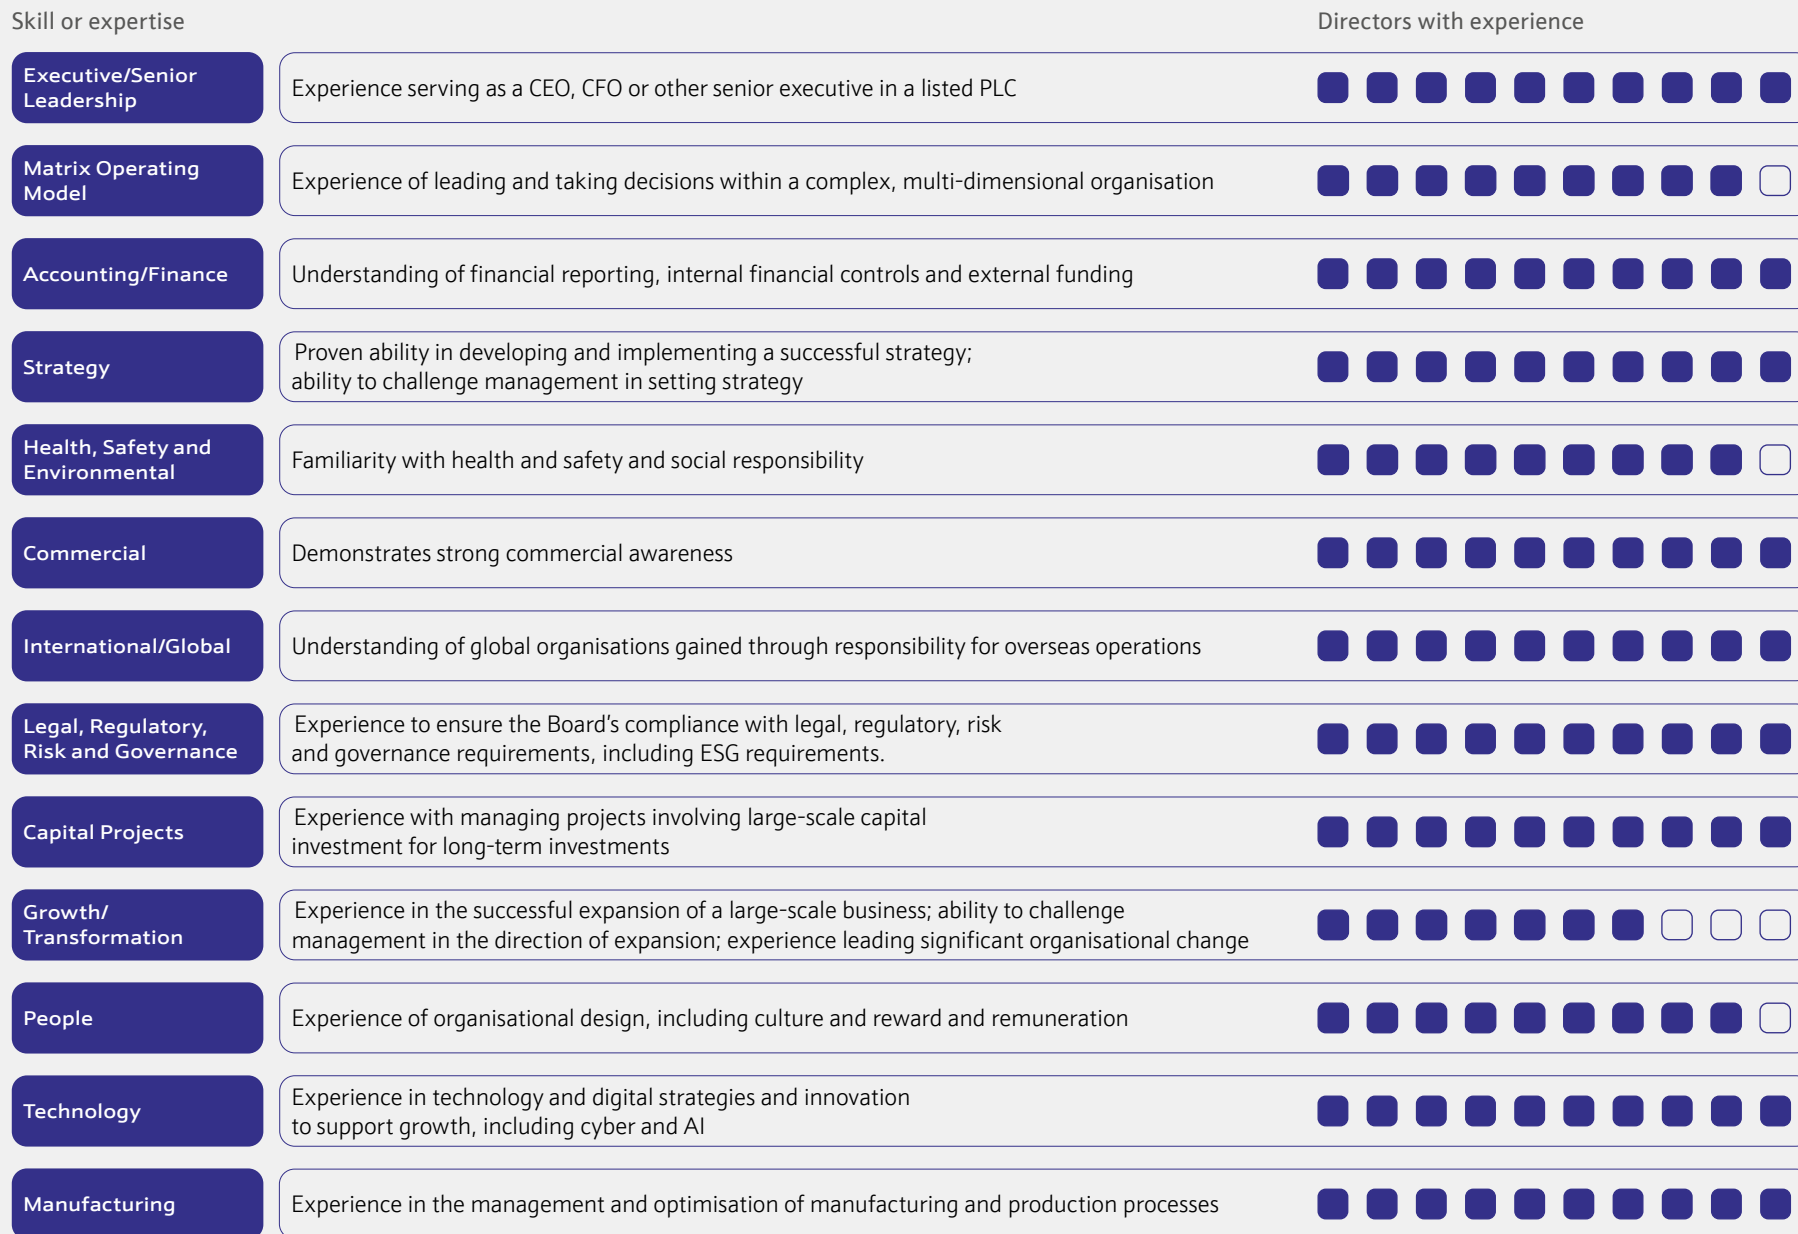 Skill or expertise
Directors with experience
Executive/Senior
Leadership
Experience serving as a CEO, CFO or other senior executive in a listed PLC
Matrix Operating
Model
Experience of leading and taking decisions within a complex, multi-dimensional organisation
Accounting/Finance
Understanding of financial reporting, internal financial controls and external funding
Strategy
Proven ability in developing and implementing a successful strategy;
ability to challenge management in setting strategy
Health, Safety and
Environmental
Familiarity with health and safety and social responsibility
Commercial
Demonstrates strong commercial awareness
International/Global
Understanding of global organisations gained through responsibility for overseas operations
Legal, Regulatory,
Risk and Governance
Experience to ensure the Board’s compliance with legal, regulatory, risk
and governance requirements, including ESG requirements.
Capital Projects
Experience with managing projects involving large-scale capital
investment for long-term investments
Growth/
Transformation
Experience in the successful expansion of a large-scale business; ability to challenge
management in the direction of expansion; experience leading significant organisational change
People
Experience of organisational design, including culture and reward and remuneration
Technology
Experience in technology and digital strategies and innovation
to support growth, including cyber and AI
Manufacturing
Experience in the management and optimisation of manufacturing and production processes